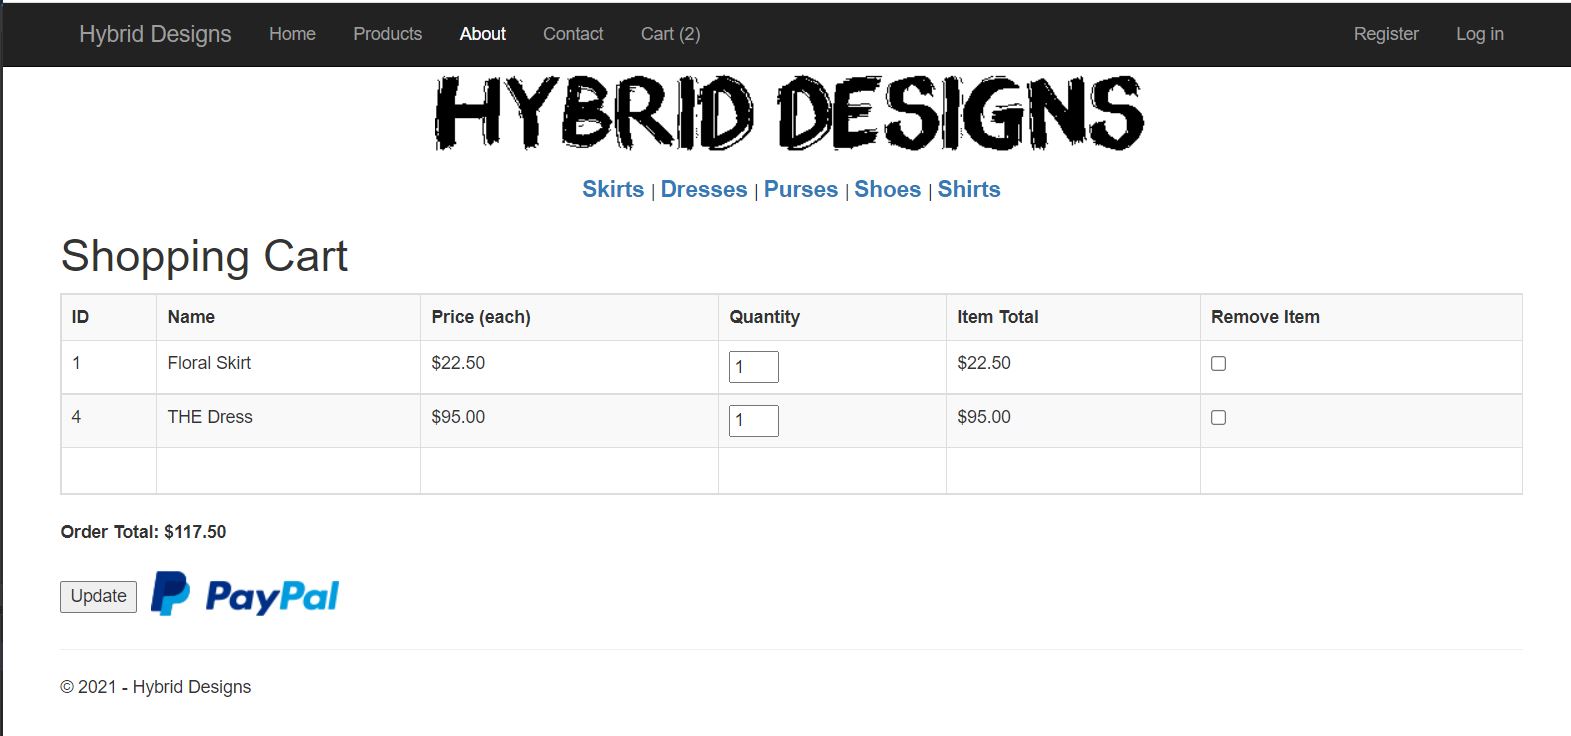 Hybrid Designs Home Products About Contact Cart (2) Register Log in
HYBRID DESIGNS
Skirts | Dresses | Purses | Shoes | Shirts
Shopping Cart
ID Name Price (each) Quantity Item Total Remove Item
1 Floral Skirt $22.50 1 $22.50
4 THE Dress $95.00 1 $95.00
Order Total: $117.50
Update PayPal
© 2021 - Hybrid Designs